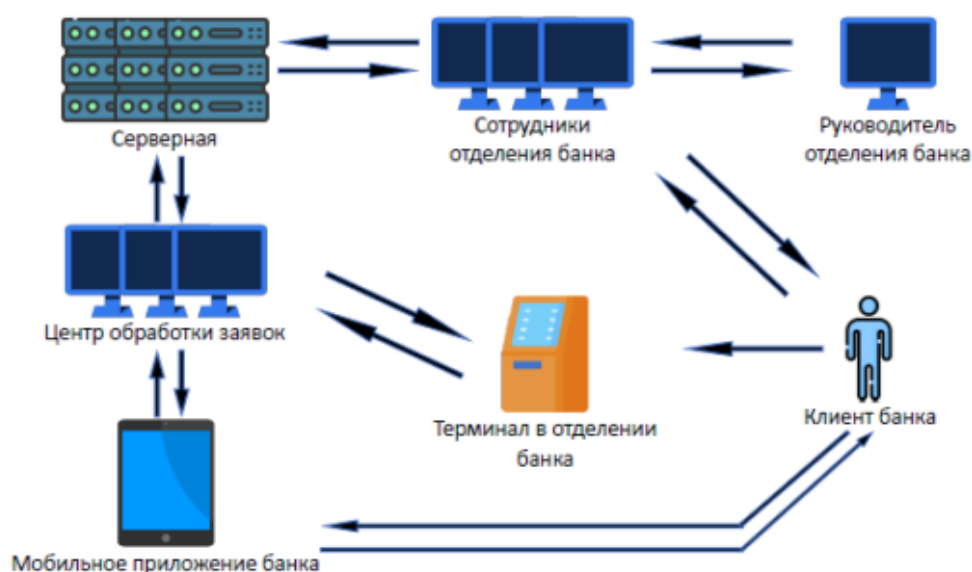 Серверная
Сотрудники
отделения банка
Руководитель
отделения банка
Центр обработки заявок
Терминал в отделении
банка
Клиент банка
Мобильное приложение банка